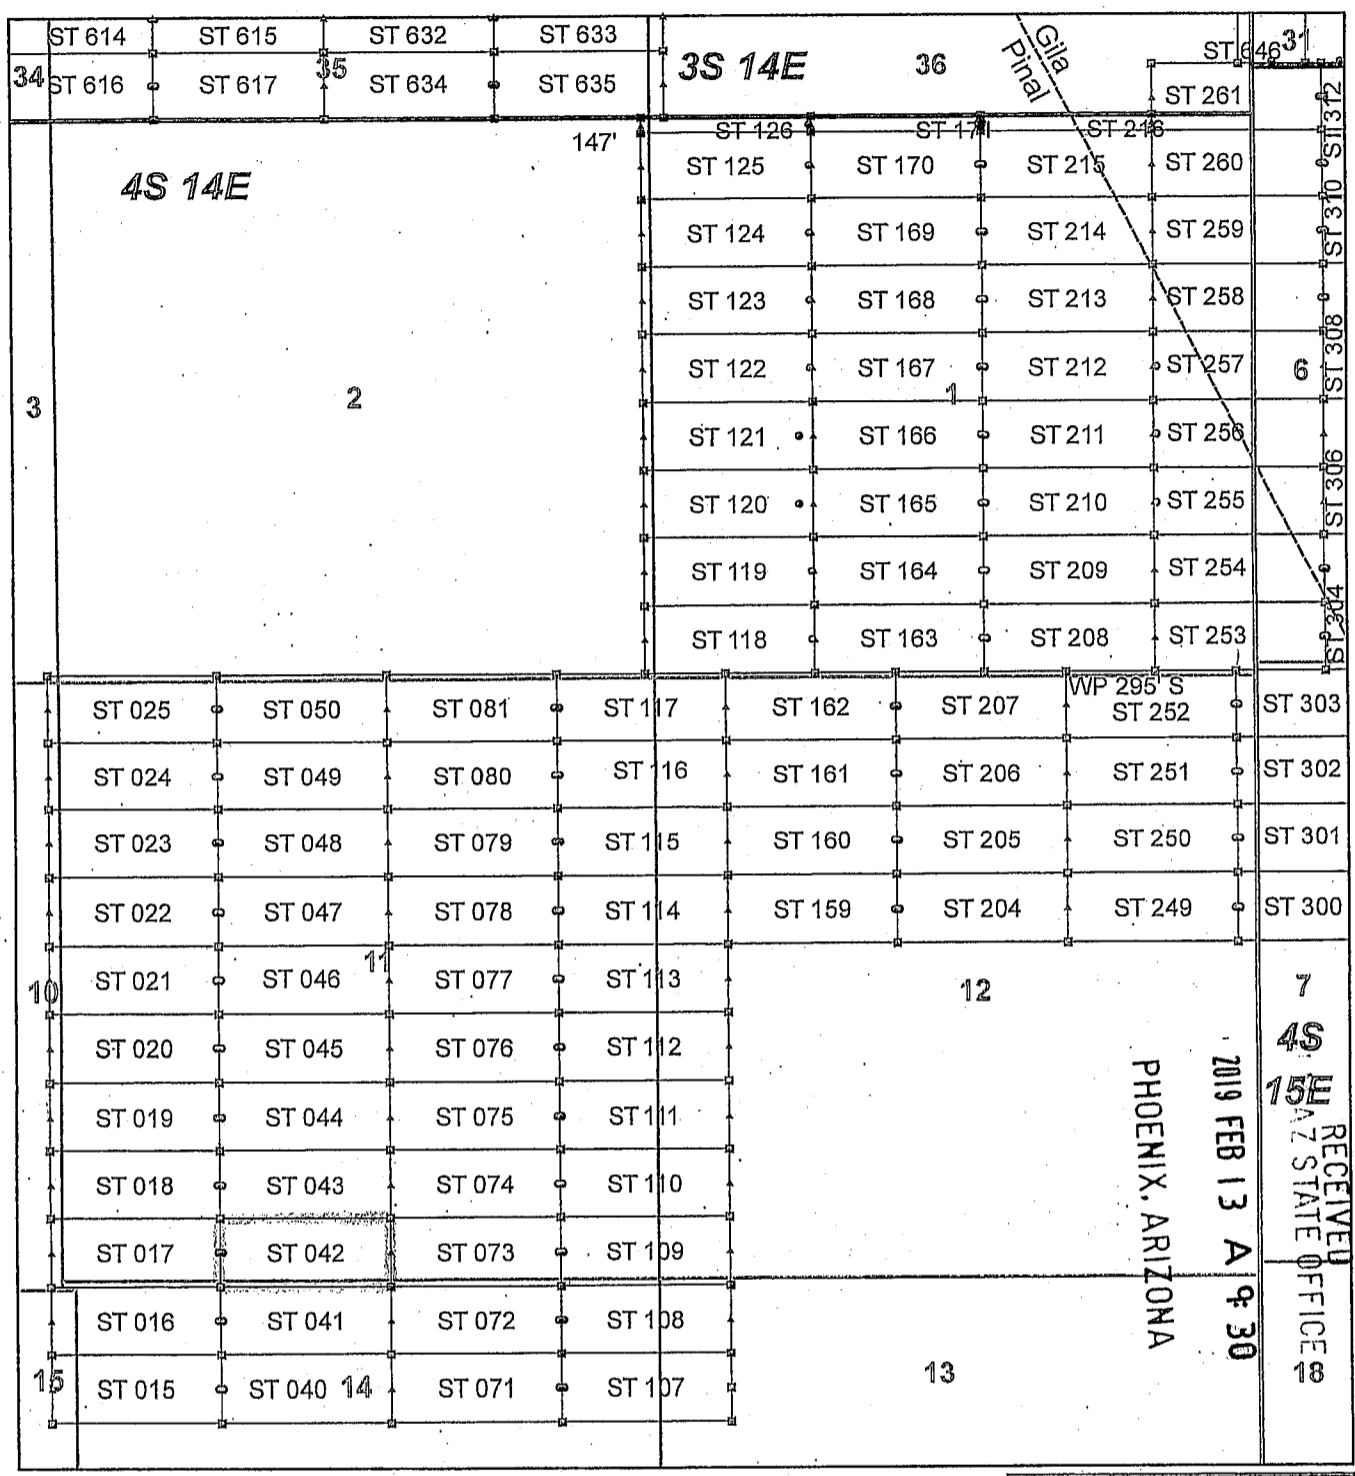 ST 614 ST 615 ST 632 ST 633
3S 14E 36 Gila Pinal ST 646 31
34 ST 616 ST 617 35 ST 634 ST 635
ST 261 ST 312
147' ST 126 ST 171 ST 216
4S 14E ST 125 ST 170 ST 215 ST 260 ST 310
ST 124 ST 169 ST 214 ST 259
ST 123 ST 168 ST 213 ST 258
ST 308
3 2 ST 122 ST 167 1 ST 212 ST 257 6
ST 121 ST 166 ST 211 ST 256
ST 306
ST 120 ST 165 ST 210 ST 255
ST 119 ST 164 ST 209 ST 254
ST 304
ST 118 ST 163 ST 208 ST 253
WP 295' S
ST 025 ST 050 ST 081 ST 117 ST 162 ST 207 ST 252 ST 303
ST 024 ST 049 ST 080 ST 116 ST 161 ST 206 ST 251 ST 302
ST 023 ST 048 ST 079 ST 115 ST 160 ST 205 ST 250 ST 301
ST 022 ST 047 ST 078 ST 114 ST 159 ST 204 ST 249 ST 300
10 ST 021 ST 046 11 ST 077 ST 113 12 7
ST 020 ST 045 ST 076 ST 112 4S
15E
ST 019 ST 044 ST 075 ST 111
ST 018 ST 043 ST 074 ST 110
ST 017 ST 042 ST 073 ST 109
ST 016 ST 041 ST 072 ST 108
15 ST 015 ST 040 14 ST 071 ST 107 13 18
RECEIVED
AZ STATE OFFICE
2019 FEB 13 A 9:30
PHOENIX, ARIZONA